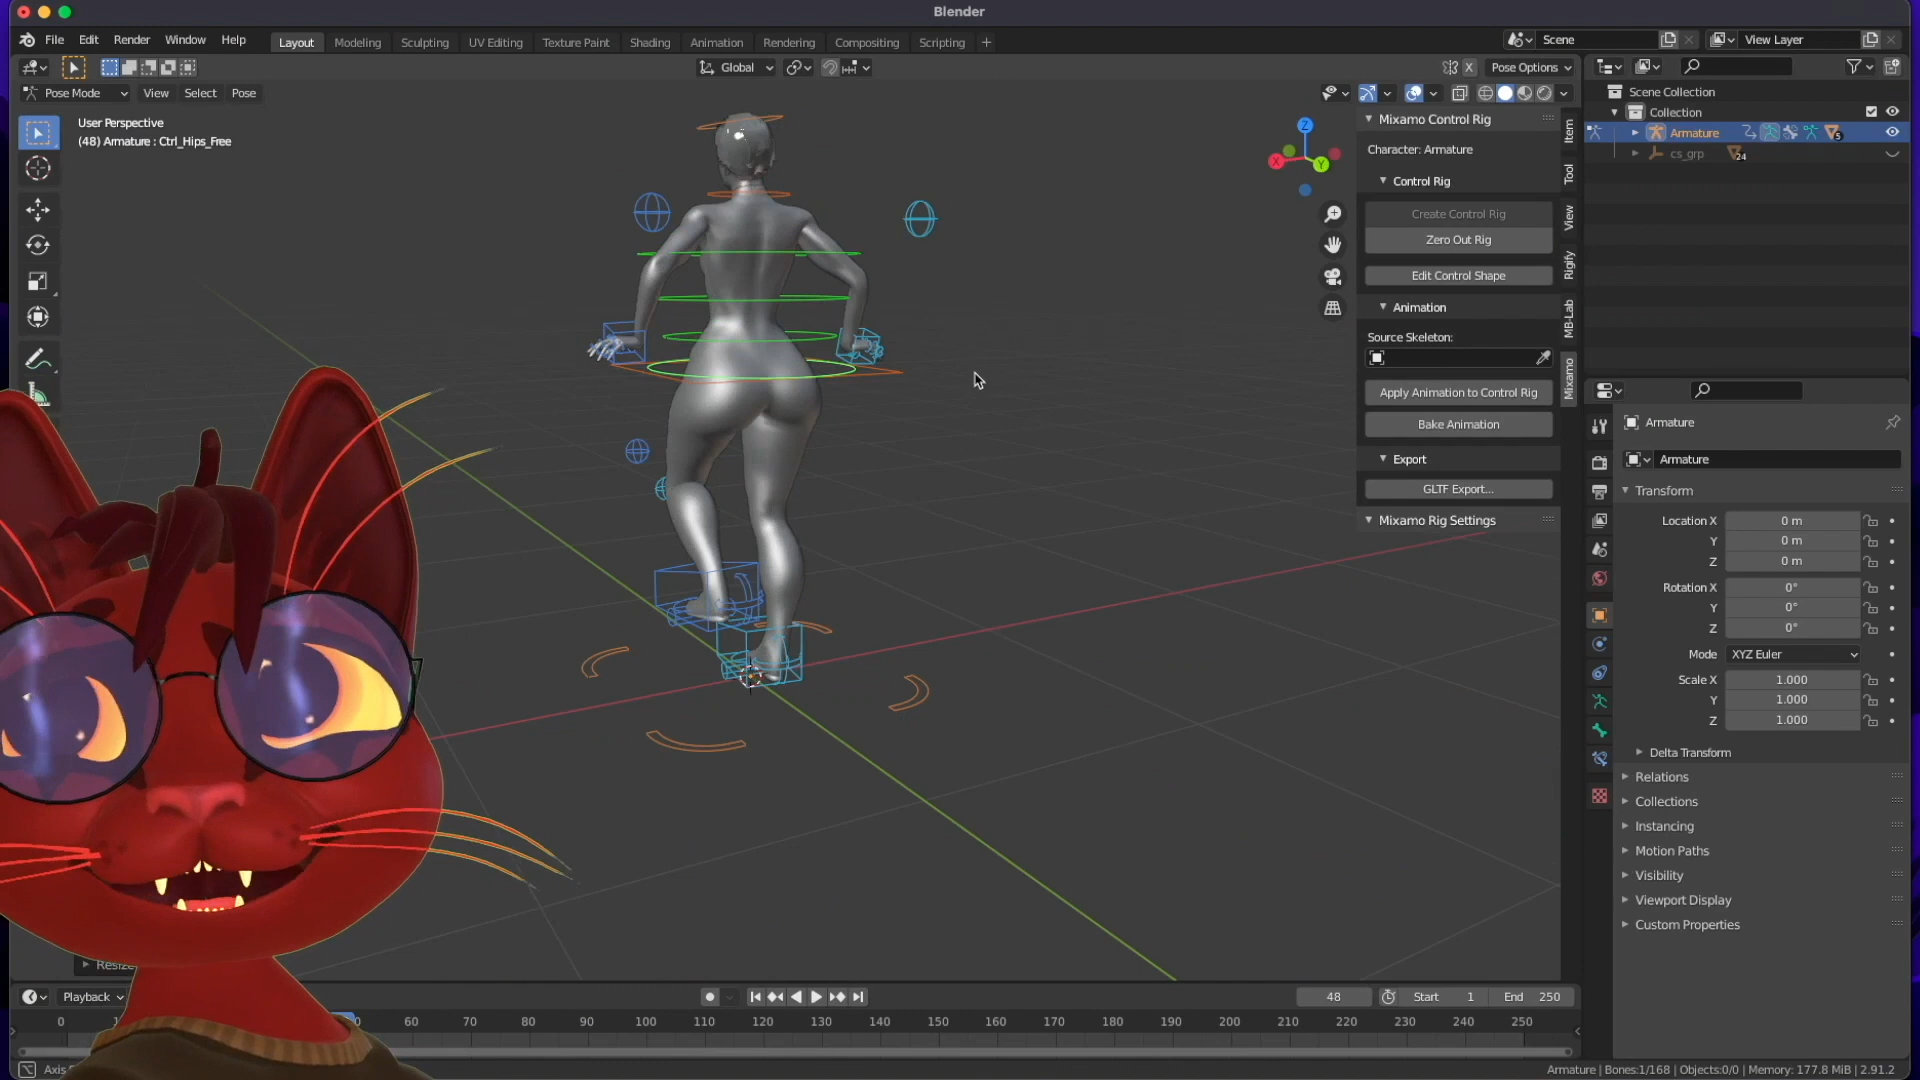 Blender
File Edit Render Window Help Layout Modeling Sculpting UV Editing Texture Paint Shading Animation Rendering Compositing Scripting + Scene View Layer
Global X Pose Options
Pose Mode View Select Pose
User Perspective
(48) Armature : Ctrl_Hips_Free
Z
X
Y
Mixamo Control Rig
Character: Armature
Control Rig
Create Control Rig
Zero Out Rig
Edit Control Shape
Animation
Source Skeleton:
Apply Animation to Control Rig
Bake Animation
Export
GLTF Export...
Mixamo Rig Settings
Item
Tool
View
Rigify
MB-Lab
Mixamo
Scene Collection
Collection
Armature 5
cs_grp 24
Armature
Armature
Transform
Location X 0 m
Y 0 m
Z 0 m
Rotation X 0°
Y 0°
Z 0°
Mode XYZ Euler
Scale X 1.000
Y 1.000
Z 1.000
Delta Transform
Relations
Collections
Instancing
Motion Paths
Visibility
Viewport Display
Custom Properties
Resize
Playback 48 Start 1 End 250
0 60 70 80 90 100 110 120 130 140 150 160 170 180 190 200 210 220 230 240 250
Axis Armature | Bones:1/168 | Objects:0/0 | Memory: 177.8 MiB | 2.91.2